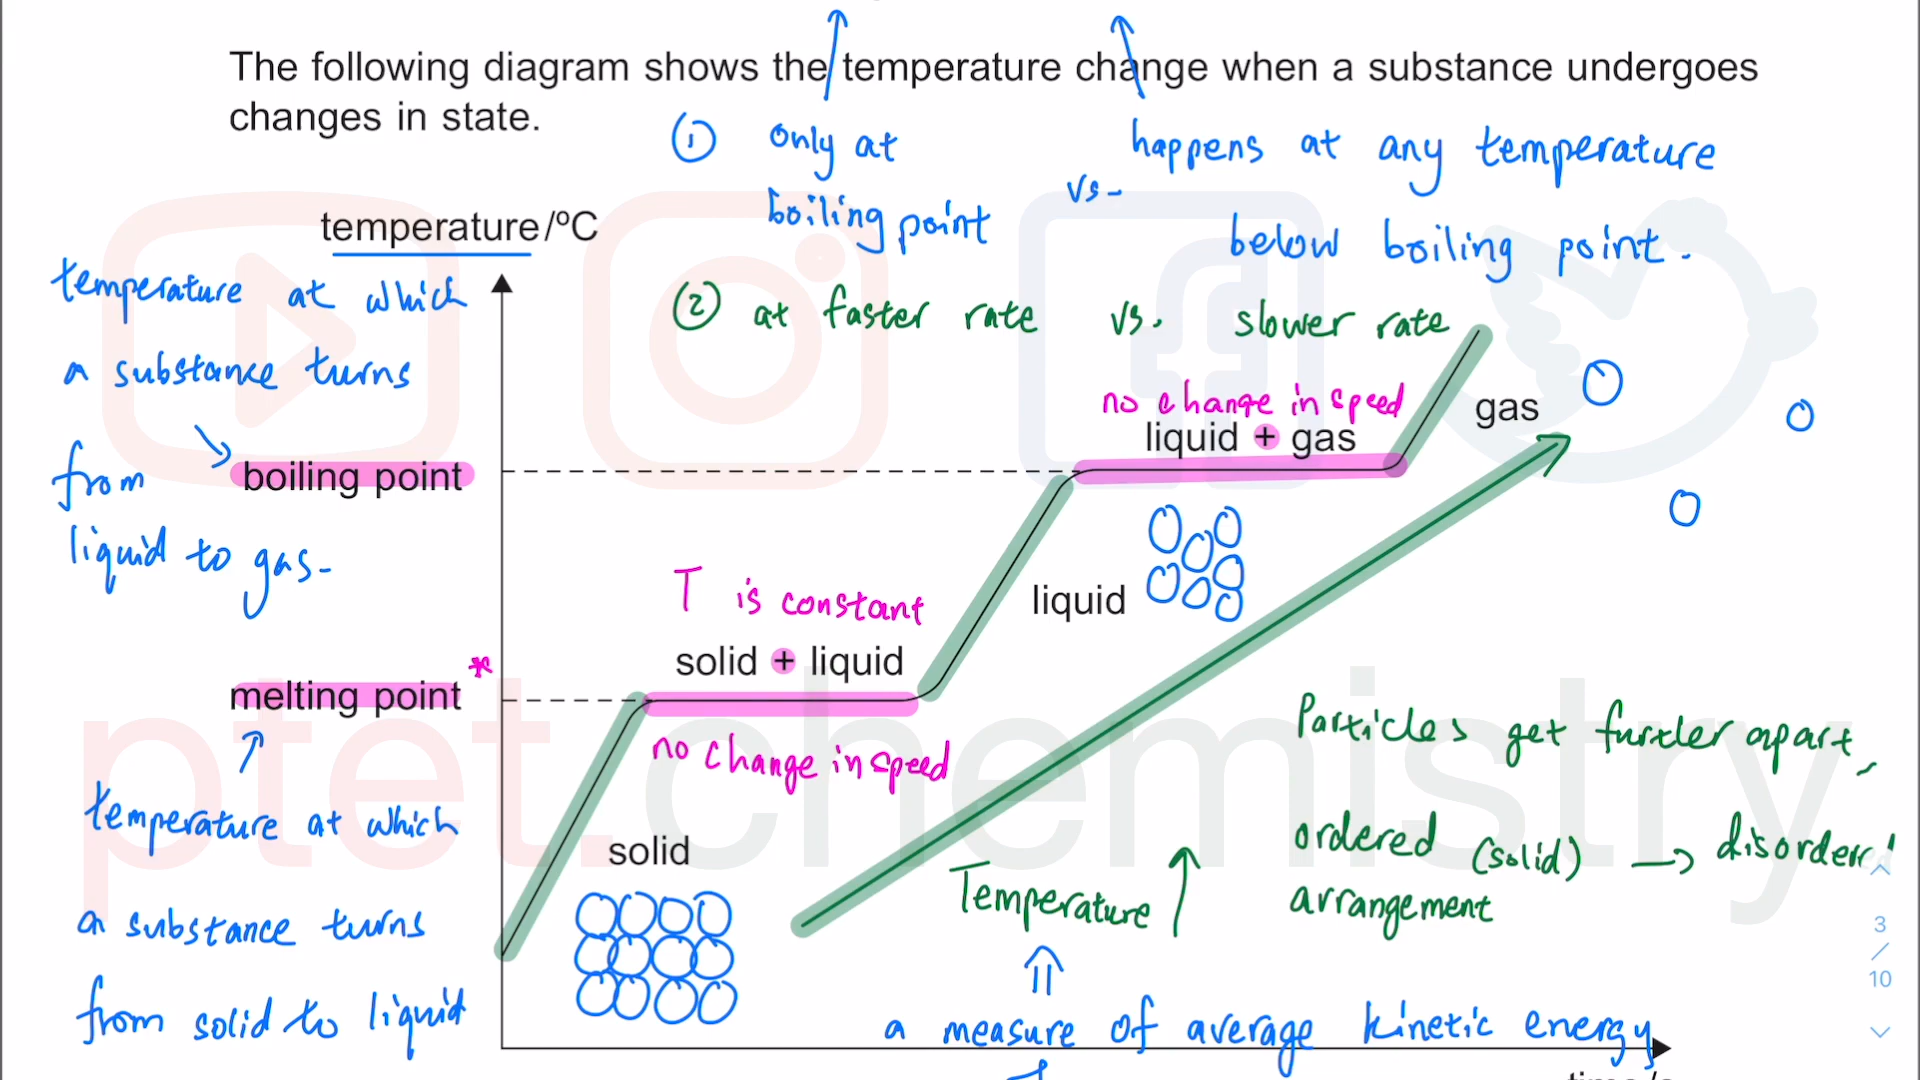 The following diagram shows the temperature change when a substance undergoes
changes in state.
① only at
boiling point
vs-
happens at any temperature
below boiling point.
② at faster rate vs. slower rate
temperature/ºC
temperature at which
a substance turns
from
liquid to gas-
boiling point
no change in speed
liquid + gas
gas
T is constant
solid + liquid
liquid
melting point *
no change in speed
temperature at which
a substance turns
from solid to liquid
solid
Particles get further apart,
ordered (solid) → disordered
arrangement
Temperature ↑
a measure of average kinetic energy
ptet.chemistry
3
/
10